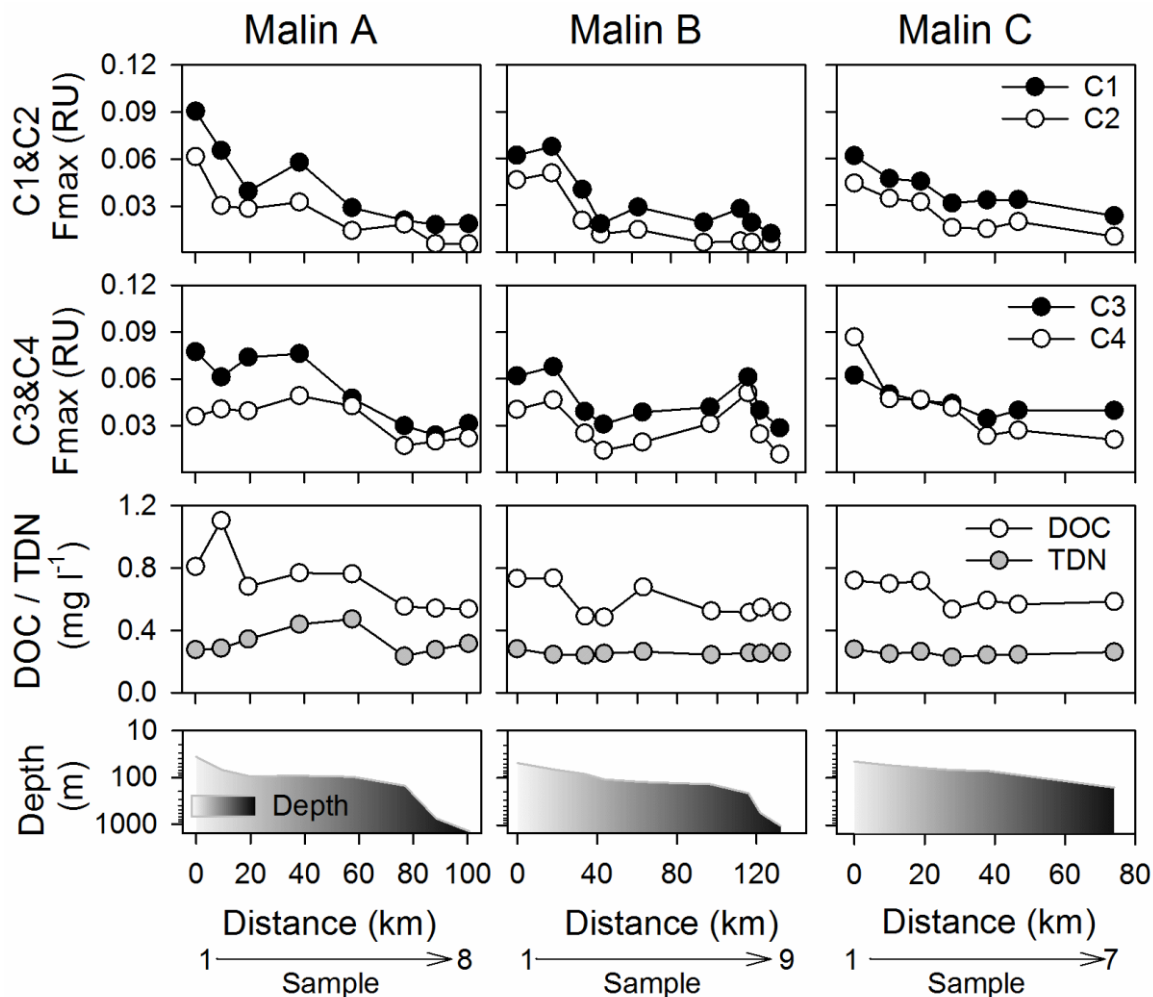 Malin A Malin B Malin C
C1&C2
Fmax (RU)
0.12
0.09
0.06
0.03
C1
C2
C3&C4
Fmax (RU)
0.12
0.09
0.06
0.03
C3
C4
DOC / TDN
(mg l⁻¹)
1.2
0.8
0.4
0.0
DOC
TDN
Depth
(m)
10
100
1000
Depth
0 20 40 60 80 100
0 40 80 120
0 20 40 60 80
Distance (km) Distance (km) Distance (km)
1 8 1 9 1 7
Sample Sample Sample